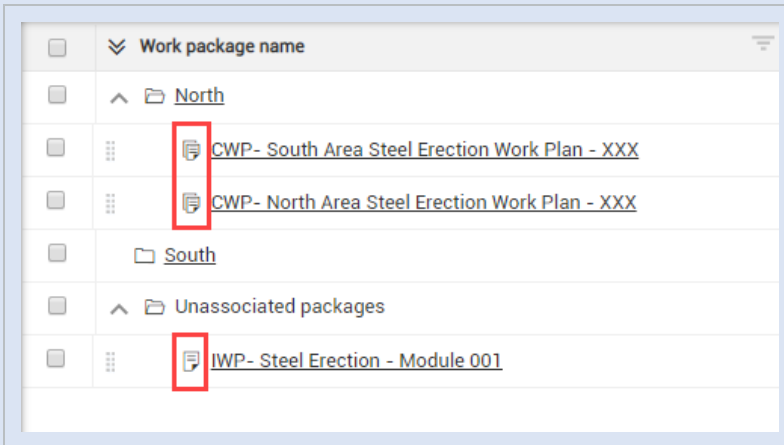 Work package name
North
CWP- South Area Steel Erection Work Plan - XXX
CWP- North Area Steel Erection Work Plan - XXX
South
Unassociated packages
IWP- Steel Erection - Module 001